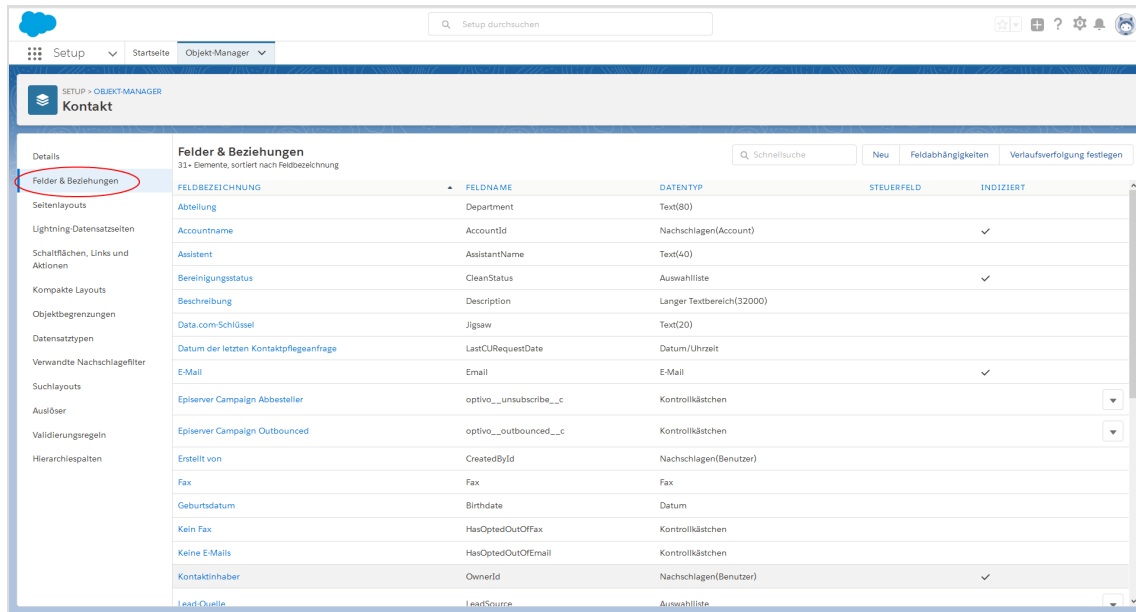 Setup durchsuchen
Setup Startseite Objekt-Manager
SETUP > OBJEKT-MANAGER
Kontakt
Details
Felder & Beziehungen
Seitenlayouts
Lightning-Datensatzseiten
Schaltflächen, Links und
Aktionen
Kompakte Layouts
Objektbegrenzungen
Datensatztypen
Verwandte Nachschlagefilter
Suchlayouts
Auslöser
Validierungsregeln
Hierarchiespalten
Felder & Beziehungen
31+ Elemente, sortiert nach Feldbezeichnung
Schnellsuche Neu Feldabhängigkeiten Verlaufsverfolgung festlegen
FELDBEZEICHNUNG FELDNAME DATENTYP STEUERFELD INDIZIERT
Abteilung Department Text(80)
Accountname AccountId Nachschlagen(Account)
Assistent AssistantName Text(40)
Bereinigungsstatus CleanStatus Auswahlliste
Beschreibung Description Langer Textbereich(32000)
Data.com-Schlüssel Jigsaw Text(20)
Datum der letzten Kontaktpflegeanfrage LastCURequestDate Datum/Uhrzeit
E-Mail Email E-Mail
Episerver Campaign Abbesteller optivo__unsubscribe__c Kontrollkästchen
Episerver Campaign Outbounced optivo__outbounced__c Kontrollkästchen
Erstellt von CreatedById Nachschlagen(Benutzer)
Fax Fax Fax
Geburtsdatum Birthdate Datum
Kein Fax HasOptedOutOfFax Kontrollkästchen
Keine E-Mails HasOptedOutOfEmail Kontrollkästchen
Kontaktinhaber OwnerId Nachschlagen(Benutzer)
Lead-Quelle LeadSource Auswahlliste